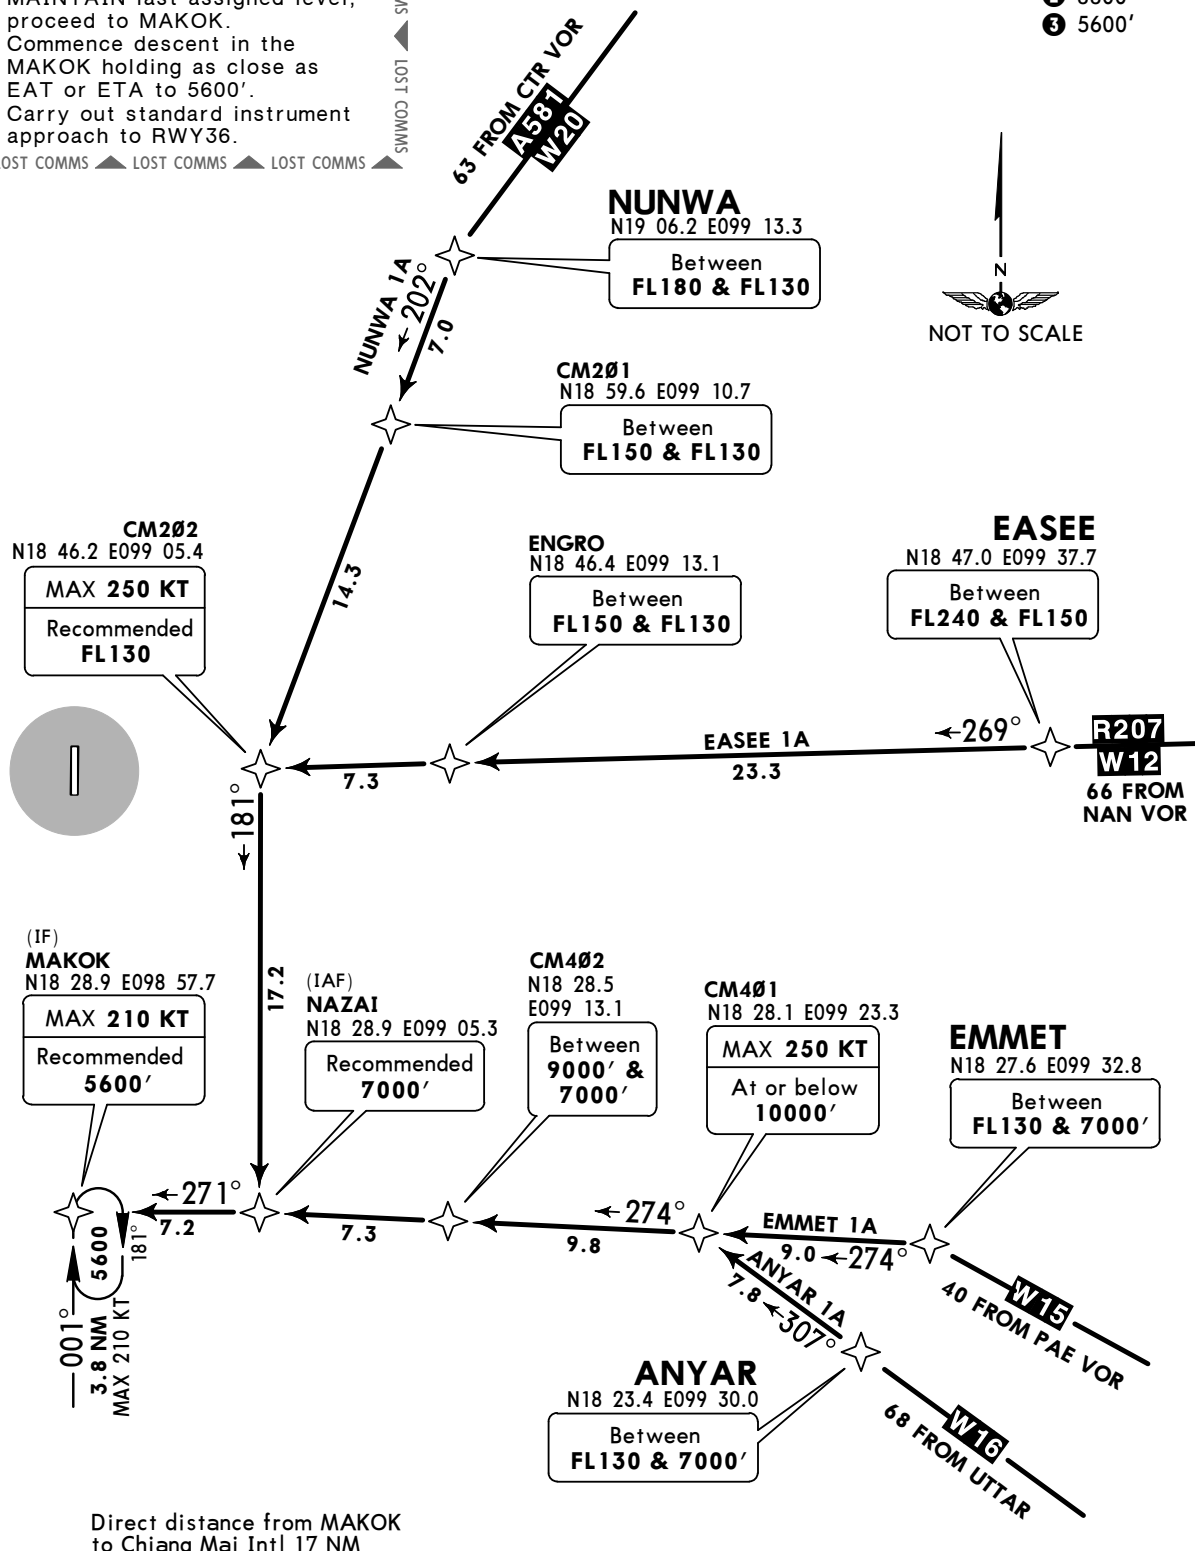 MAINTAIN last assigned level,
proceed to MAKOK.
Commence descent in the
MAKOK holding as close as
EAT or ETA to 5600'.
Carry out standard instrument
approach to RWY36.
LOST COMMS
LOST COMMS LOST COMMS LOST COMMS
3 5600'
63 FROM CTR VOR
A581
W20
NUNWA
N19 06.2 E099 13.3
Between
FL180 & FL130
N
NOT TO SCALE
NUNWA 1A
202°
7.0
CM2Ø1
N18 59.6 E099 10.7
Between
FL150 & FL130
CM2Ø2
N18 46.2 E099 05.4
MAX 250 KT
Recommended
FL130
14.3
ENGRO
N18 46.4 E099 13.1
Between
FL150 & FL130
EASEE
N18 47.0 E099 37.7
Between
FL240 & FL150
269°
EASEE 1A
23.3
7.3
R207
W12
66 FROM
NAN VOR
181°
17.2
(IF)
MAKOK
N18 28.9 E098 57.7
MAX 210 KT
Recommended
5600'
(IAF)
NAZAI
N18 28.9 E099 05.3
Recommended
7000'
CM4Ø2
N18 28.5
E099 13.1
Between
9000' &
7000'
CM4Ø1
N18 28.1 E099 23.3
MAX 250 KT
At or below
10000'
EMMET
N18 27.6 E099 32.8
Between
FL130 & 7000'
271°
7.2
7.3
274°
9.8
EMMET 1A
9.0 274°
ANYAR 1A
7.8 307°
5600
181°
001°
3.8 NM
MAX 210 KT
W15
40 FROM PAE VOR
ANYAR
N18 23.4 E099 30.0
Between
FL130 & 7000'
W16
68 FROM UTTAR
Direct distance from MAKOK
to Chiang Mai Intl 17 NM